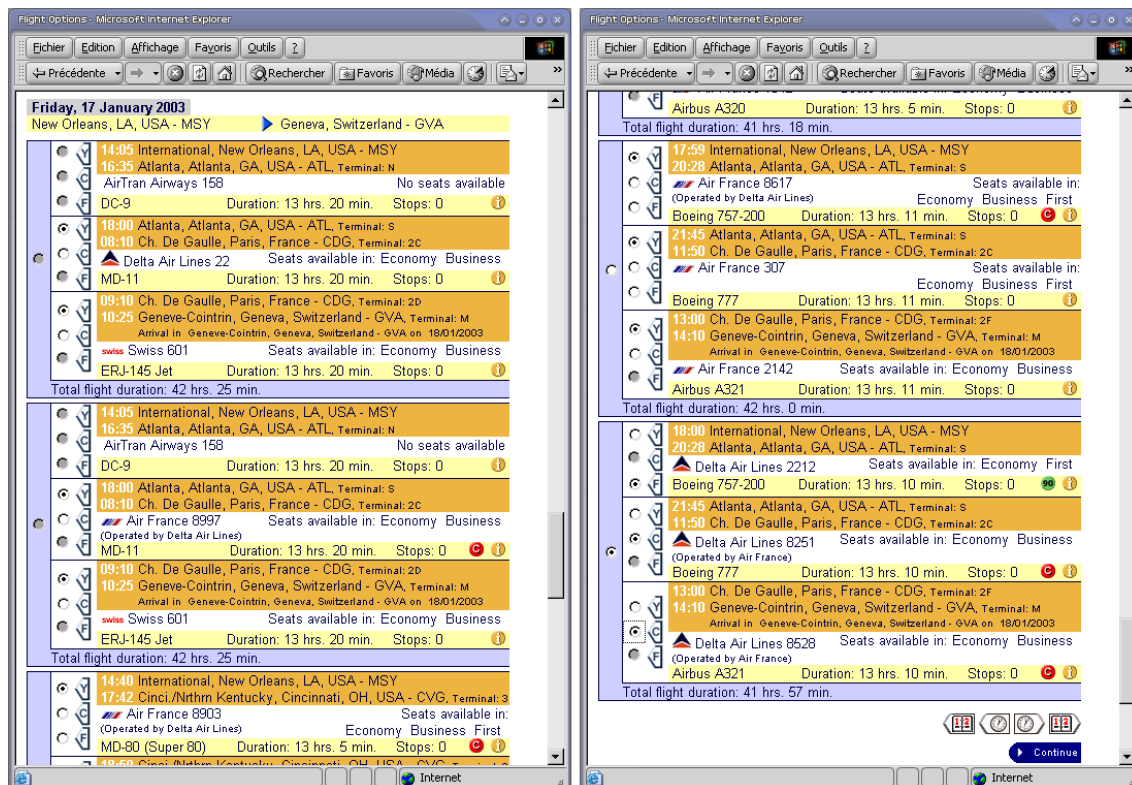 Flight Options - Microsoft Internet Explorer
Fichier Edition Affichage Favoris Outils ?
Précédente Rechercher Favoris Média »
Friday, 17 January 2003
New Orleans, LA, USA - MSY Geneva, Switzerland - GVA
Y 14:05 International, New Orleans, LA, USA - MSY
16:35 Atlanta, Atlanta, GA, USA - ATL, Terminal: N
C AirTran Airways 158 No seats available
F DC-9 Duration: 13 hrs. 20 min. Stops: 0 i
Y 18:00 Atlanta, Atlanta, GA, USA - ATL, Terminal: S
08:10 Ch. De Gaulle, Paris, France - CDG, Terminal: 2C
C Delta Air Lines 22 Seats available in: Economy Business
F MD-11 Duration: 13 hrs. 20 min. Stops: 0 i
Y 09:10 Ch. De Gaulle, Paris, France - CDG, Terminal: 2D
10:25 Geneve-Cointrin, Geneva, Switzerland - GVA, Terminal: M
C Arrival in Geneve-Cointrin, Geneva, Switzerland - GVA on 18/01/2003
swiss Swiss 601 Seats available in: Economy Business
F ERJ-145 Jet Duration: 13 hrs. 20 min. Stops: 0 i
Total flight duration: 42 hrs. 25 min.
Y 14:05 International, New Orleans, LA, USA - MSY
16:35 Atlanta, Atlanta, GA, USA - ATL, Terminal: N
C AirTran Airways 158 No seats available
F DC-9 Duration: 13 hrs. 20 min. Stops: 0 i
Y 18:00 Atlanta, Atlanta, GA, USA - ATL, Terminal: S
08:10 Ch. De Gaulle, Paris, France - CDG, Terminal: 2C
C Air France 8997 Seats available in: Economy Business
(Operated by Delta Air Lines)
F MD-11 Duration: 13 hrs. 20 min. Stops: 0 C i
Y 09:10 Ch. De Gaulle, Paris, France - CDG, Terminal: 2D
10:25 Geneve-Cointrin, Geneva, Switzerland - GVA, Terminal: M
C Arrival in Geneve-Cointrin, Geneva, Switzerland - GVA on 18/01/2003
swiss Swiss 601 Seats available in: Economy Business
F ERJ-145 Jet Duration: 13 hrs. 20 min. Stops: 0 i
Total flight duration: 42 hrs. 25 min.
Y 14:40 International, New Orleans, LA, USA - MSY
17:42 Cinci./Nrthrn Kentucky, Cincinnati, OH, USA - CVG, Terminal: 3
C Air France 8903 Seats available in:
(Operated by Delta Air Lines) Economy Business First
F MD-80 (Super 80) Duration: 13 hrs. 5 min. Stops: 0 C i
Internet
Flight Options - Microsoft Internet Explorer
Fichier Edition Affichage Favoris Outils ?
Précédente Rechercher Favoris Média »
F Airbus A320 Duration: 13 hrs. 5 min. Stops: 0 i
Total flight duration: 41 hrs. 18 min.
Y 17:59 International, New Orleans, LA, USA - MSY
20:28 Atlanta, Atlanta, GA, USA - ATL, Terminal: S
C Air France 8617 Seats available in:
(Operated by Delta Air Lines) Economy Business First
F Boeing 757-200 Duration: 13 hrs. 11 min. Stops: 0 C i
Y 21:45 Atlanta, Atlanta, GA, USA - ATL, Terminal: S
11:50 Ch. De Gaulle, Paris, France - CDG, Terminal: 2C
C Air France 307 Seats available in:
Economy Business First
F Boeing 777 Duration: 13 hrs. 11 min. Stops: 0 i
Y 13:00 Ch. De Gaulle, Paris, France - CDG, Terminal: 2F
14:10 Geneve-Cointrin, Geneva, Switzerland - GVA, Terminal: M
C Arrival in Geneve-Cointrin, Geneva, Switzerland - GVA on 18/01/2003
Air France 2142 Seats available in: Economy Business
F Airbus A321 Duration: 13 hrs. 11 min. Stops: 0 i
Total flight duration: 42 hrs. 0 min.
Y 18:00 International, New Orleans, LA, USA - MSY
20:28 Atlanta, Atlanta, GA, USA - ATL, Terminal: S
C Delta Air Lines 2212 Seats available in: Economy First
F Boeing 757-200 Duration: 13 hrs. 10 min. Stops: 0 90 i
Y 21:45 Atlanta, Atlanta, GA, USA - ATL, Terminal: S
11:50 Ch. De Gaulle, Paris, France - CDG, Terminal: 2C
C Delta Air Lines 8251 Seats available in: Economy Business
(Operated by Air France)
F Boeing 777 Duration: 13 hrs. 10 min. Stops: 0 C i
Y 13:00 Ch. De Gaulle, Paris, France - CDG, Terminal: 2F
14:10 Geneve-Cointrin, Geneva, Switzerland - GVA, Terminal: M
C Arrival in Geneve-Cointrin, Geneva, Switzerland - GVA on 18/01/2003
Delta Air Lines 8528 Seats available in: Economy Business
(Operated by Air France)
F Airbus A321 Duration: 13 hrs. 10 min. Stops: 0 C i
Total flight duration: 41 hrs. 57 min.
12 12
Continue
Internet